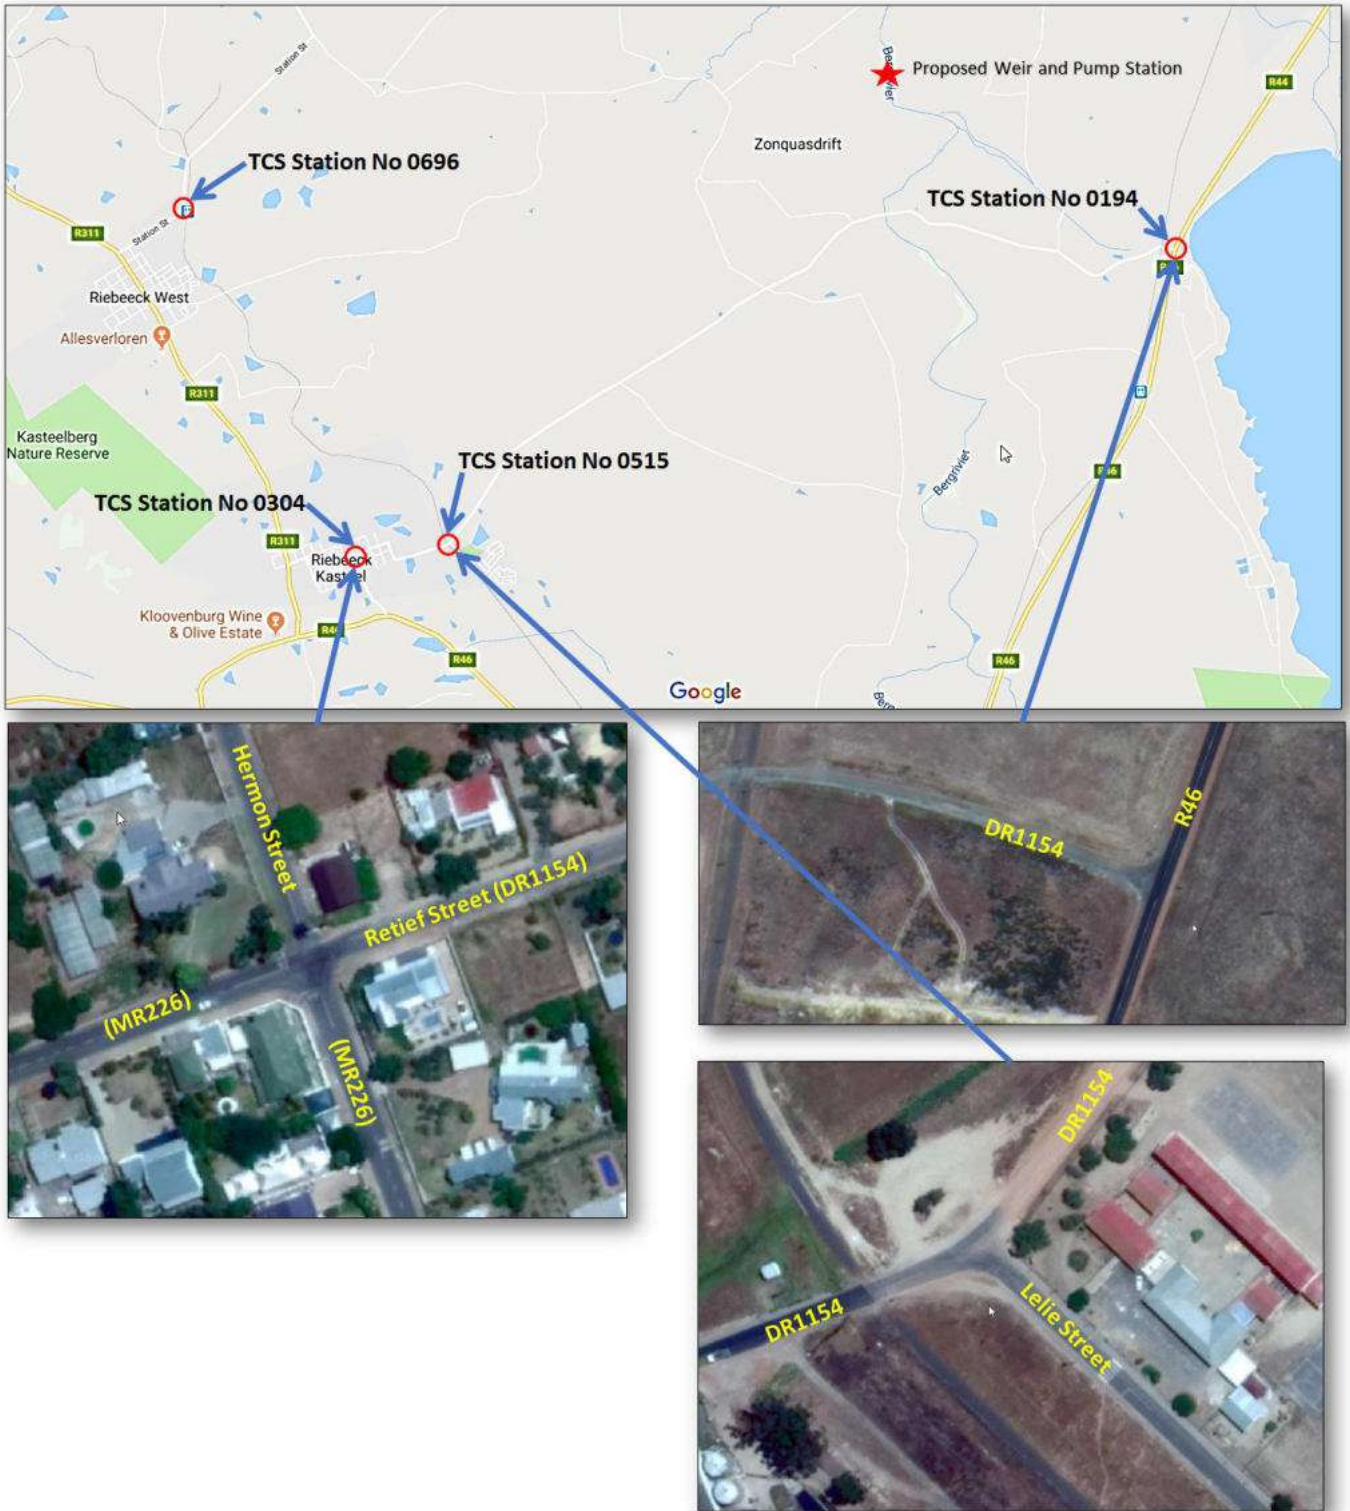 Station St
Bergrivier
Proposed Weir and Pump Station
R44
Zonquasdrift
TCS Station No 0696
TCS Station No 0194
Station St
R311
Riebeeck West
Allesverloren
R311
Kasteelberg
Nature Reserve
TCS Station No 0515
TCS Station No 0304
R46
Bergriviet
R311
Riebeeck
Kasteel
Kloovenburg Wine
& Olive Estate
R46
R46
R46
Google
Hermon Street
Retief Street (DR1154)
(MR226)
(MR226)
R46
DR1154
DR1154
DR1154
Lelie Street